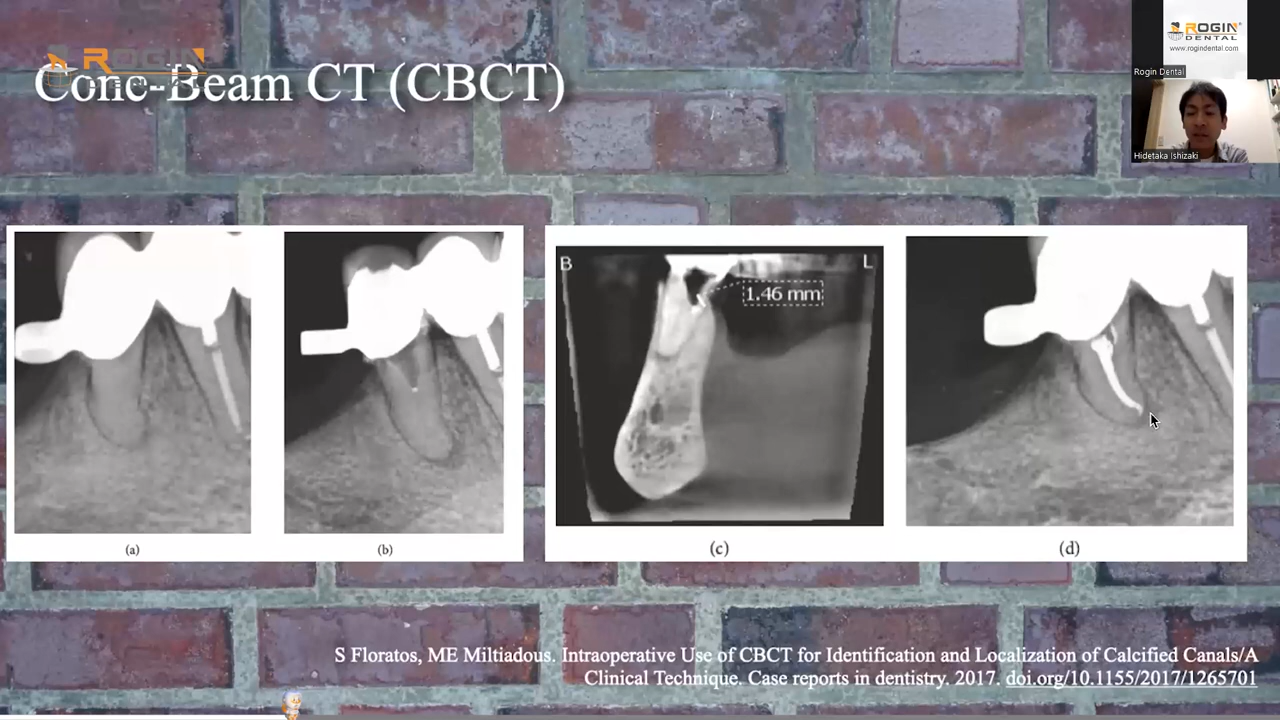 ROGIN
DENTAL
Cone-Beam CT (CBCT)
ROGIN
DENTAL
www.rogindental.com
Rogin Dental
Hidetaka Ishizaki
B
L
1.46 mm
(a)
(b)
(c)
(d)
S Floratos, ME Miltiadous. Intraoperative Use of CBCT for Identification and Localization of Calcified Canals/A
Clinical Technique. Case reports in dentistry. 2017. doi.org/10.1155/2017/1265701